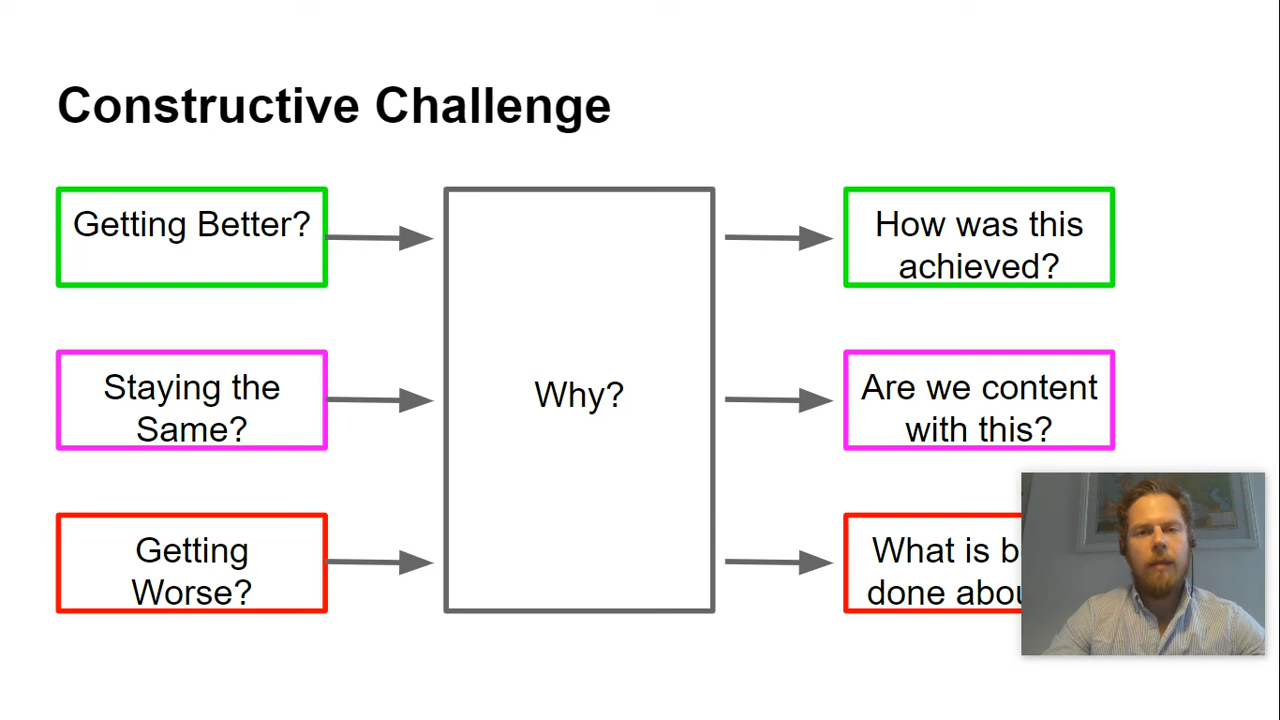 Constructive Challenge
Getting Better?
How was this
achieved?
Staying the
Same?
Why?
Are we content
with this?
Getting
Worse?
What is
done